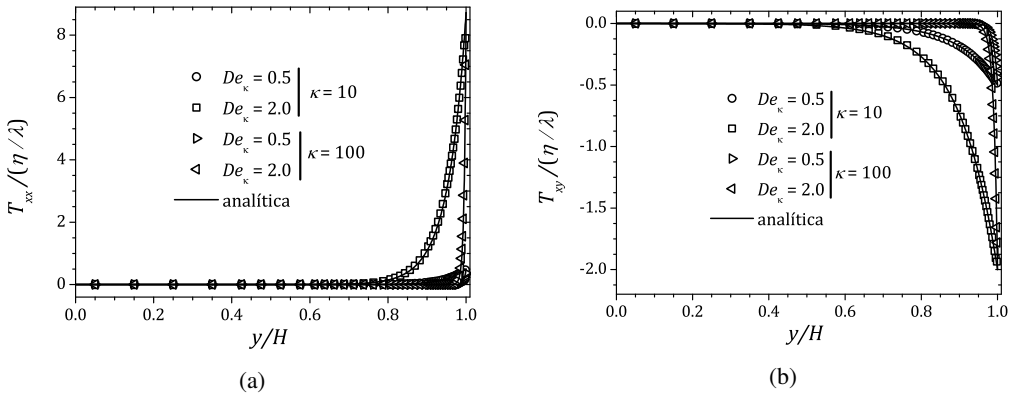 8
6
4
2
0
T_xx/(η/λ)
De_κ = 0.5
De_κ = 2.0
κ = 10
De_κ = 0.5
De_κ = 2.0
κ = 100
analítica
0.0 0.2 0.4 0.6 0.8 1.0
y/H
(a)
0.0
-0.5
-1.0
-1.5
-2.0
T_xy/(η/λ)
De_κ = 0.5
De_κ = 2.0
κ = 10
De_κ = 0.5
De_κ = 2.0
κ = 100
analítica
0.0 0.2 0.4 0.6 0.8 1.0
y/H
(b)